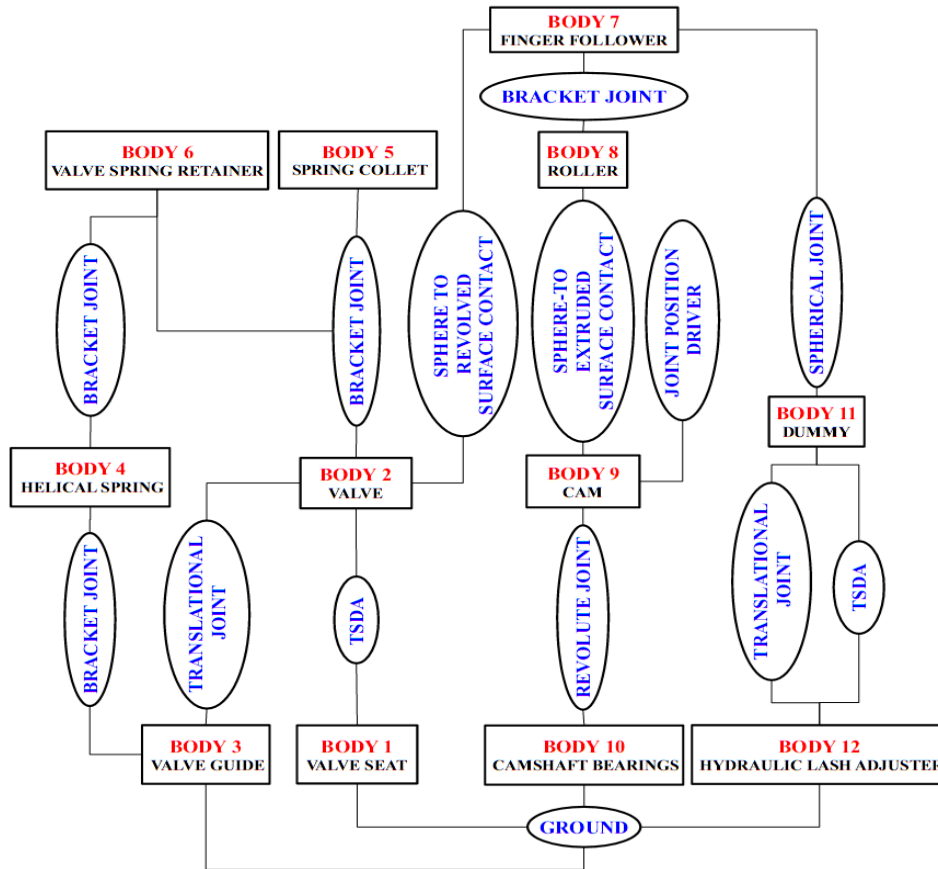 BODY 7
FINGER FOLLOWER
BRACKET JOINT
BODY 6
VALVE SPRING RETAINER
BODY 5
SPRING COLLET
BODY 8
ROLLER
BRACKET JOINT
BRACKET JOINT
SPHERE TO
REVOLVED
SURFACE CONTACT
SPHERE-TO
EXTRUDED
SURFACE CONTACT
JOINT POSITION
DRIVER
SPHERICAL JOINT
BODY 11
DUMMY
BODY 4
HELICAL SPRING
BODY 2
VALVE
BODY 9
CAM
BRACKET JOINT
TRANSLATIONAL
JOINT
TSDA
REVOLUTE JOINT
TRANSLATIONAL
JOINT
TSDA
BODY 3
VALVE GUIDE
BODY 1
VALVE SEAT
BODY 10
CAMSHAFT BEARINGS
BODY 12
HYDRAULIC LASH ADJUSTER
GROUND